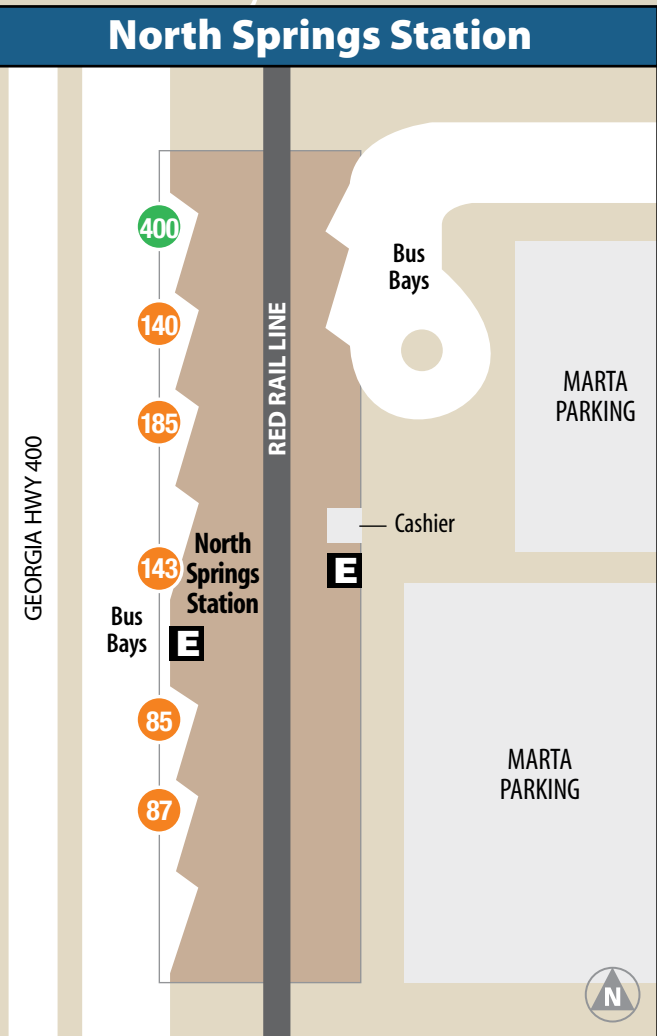 North Springs Station
400
140
185
143
85
87
GEORGIA HWY 400
RED RAIL LINE
Bus
Bays
MARTA
PARKING
Cashier
E
North
Springs
Station
Bus
Bays
E
MARTA
PARKING
N